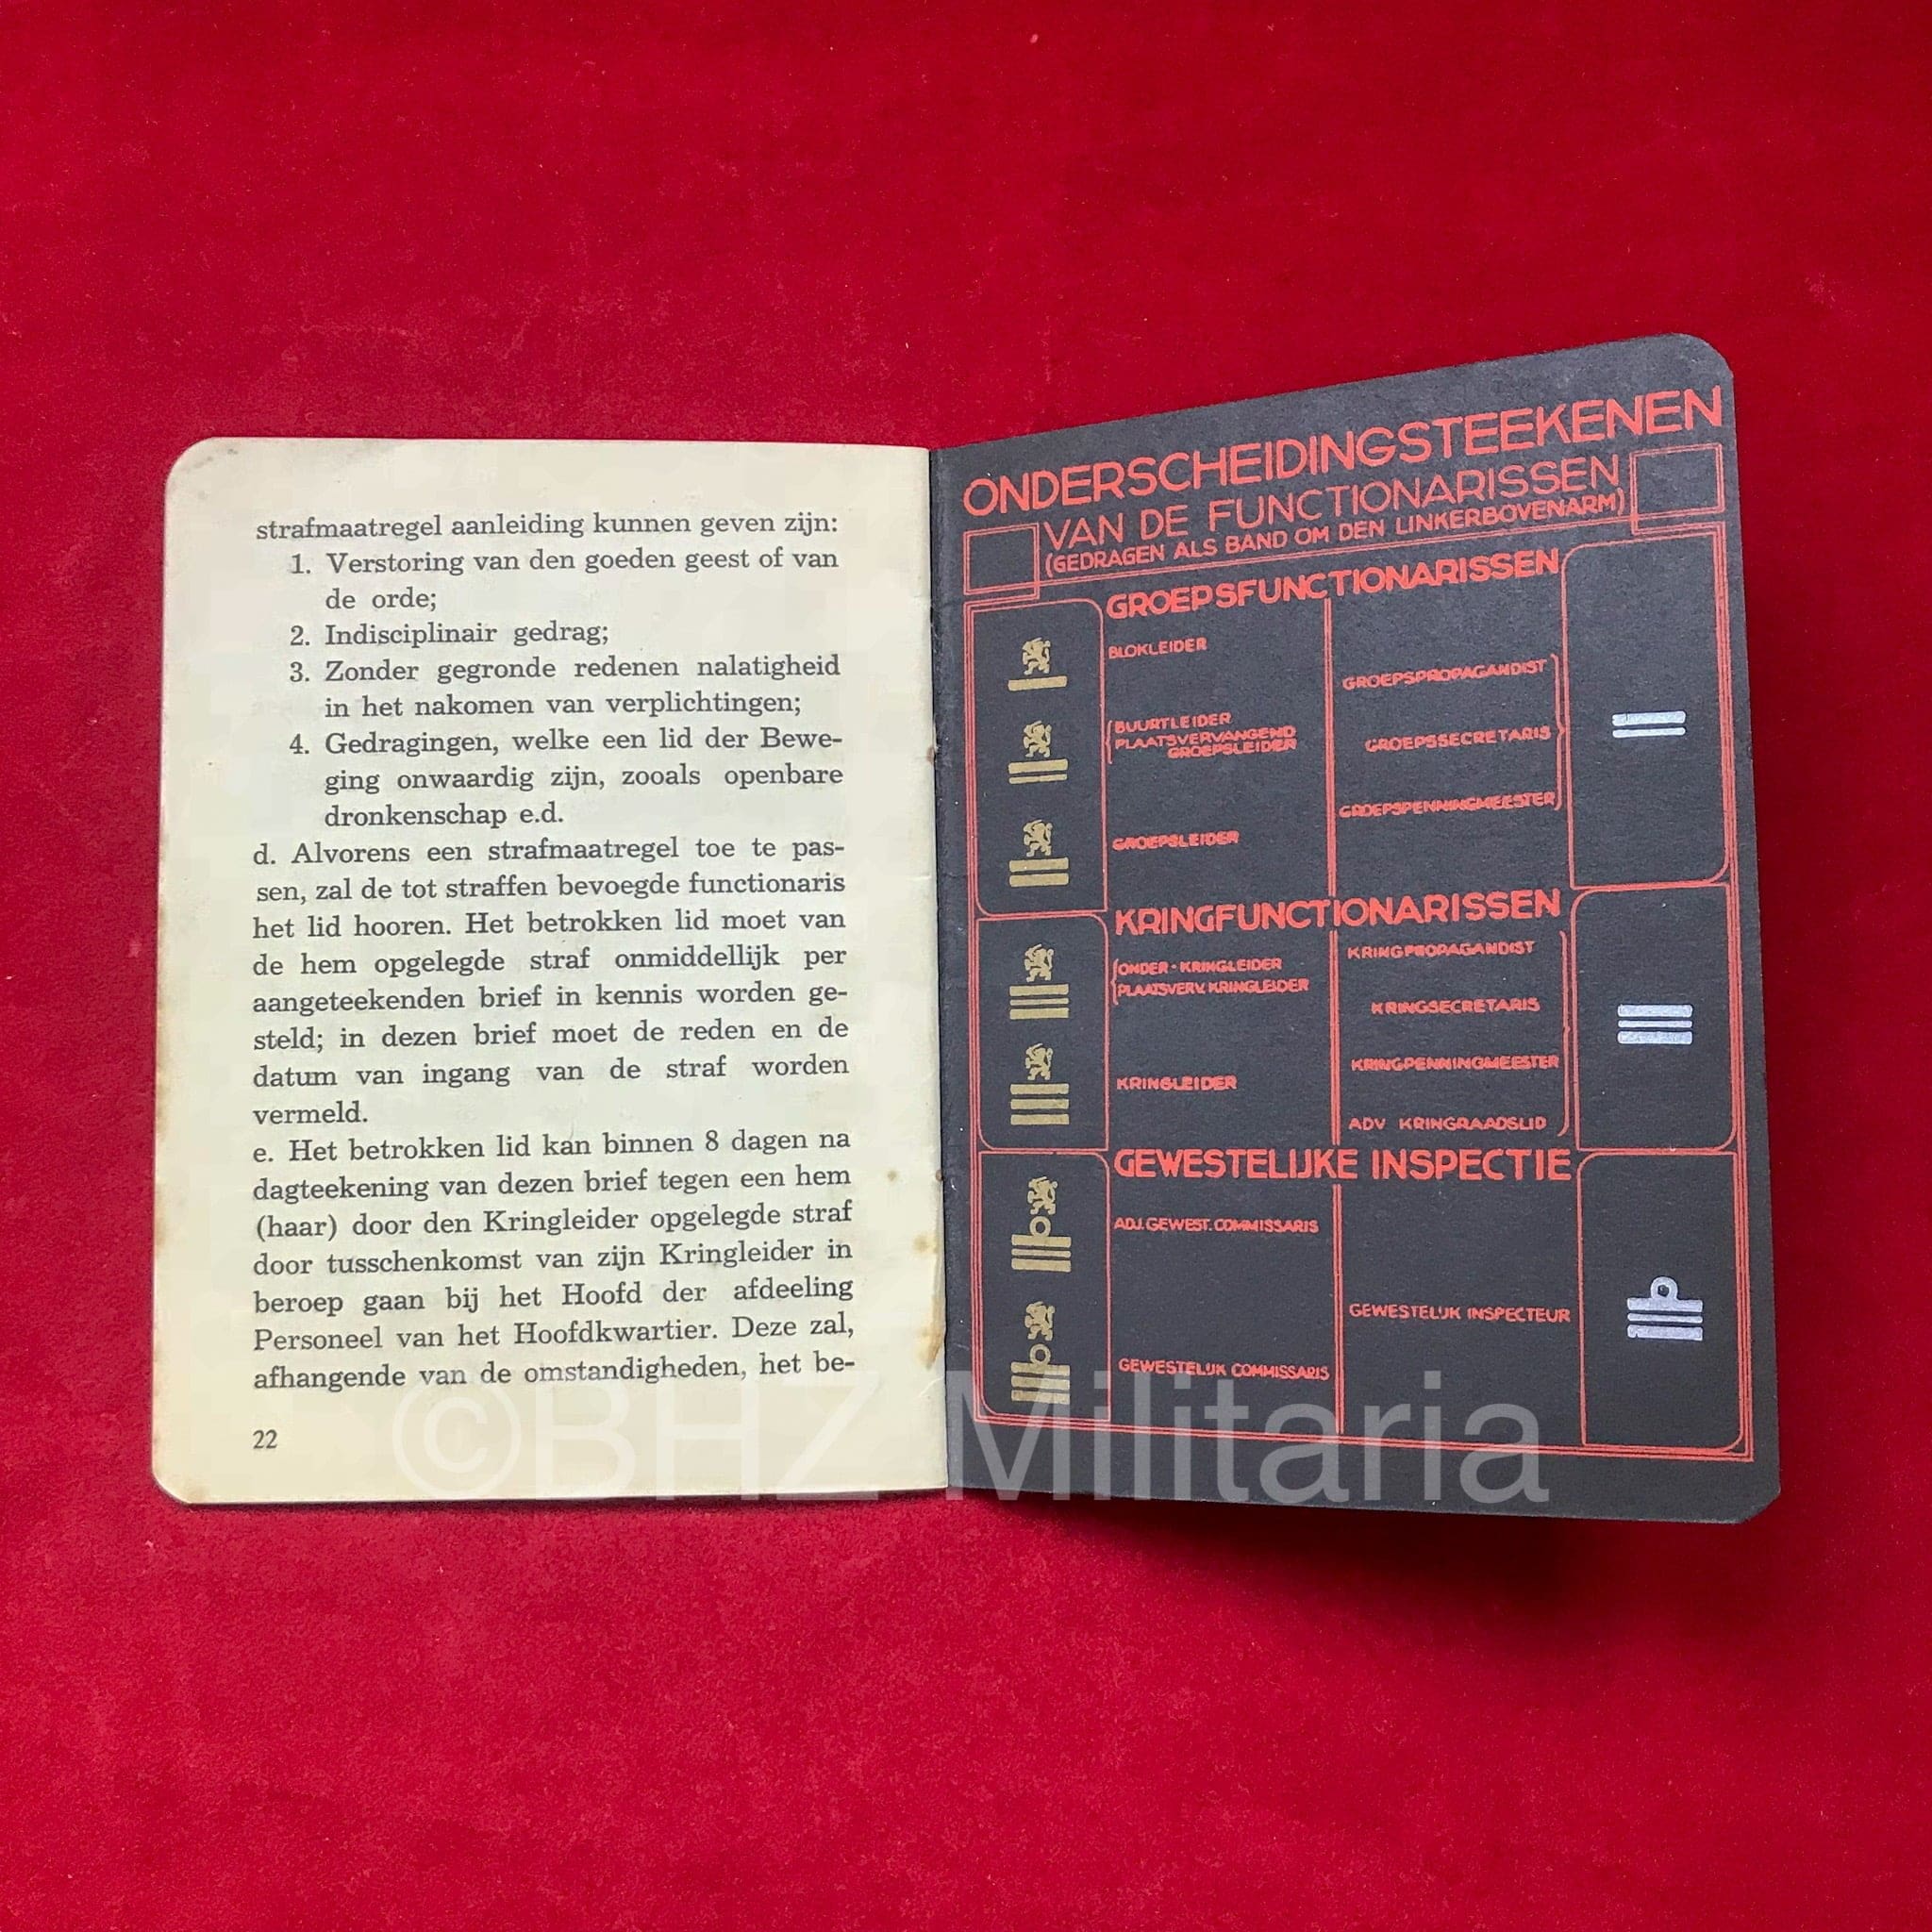 strafmaatregel aanleiding kunnen geven zijn:
1. Verstoring van den goeden geest of van
de orde;
2. Indisciplinair gedrag;
3. Zonder gegronde redenen nalatigheid
in het nakomen van verplichtingen;
4. Gedragingen, welke een lid der Bewe-
ging onwaardig zijn, zooals openbare
dronkenschap e.d.
d. Alvorens een strafmaatregel toe te pas-
sen, zal de tot straffen bevoegde functionaris
het lid hooren. Het betrokken lid moet van
de hem opgelegde straf onmiddellijk per
aangeteekenden brief in kennis worden ge-
steld; in dezen brief moet de reden en de
datum van ingang van de straf worden
vermeld.
e. Het betrokken lid kan binnen 8 dagen na
dagteekening van dezen brief tegen een hem
(haar) door den Kringleider opgelegde straf
door tusschenkomst van zijn Kringleider in
beroep gaan bij het Hoofd der afdeeling
Personeel van het Hoofdkwartier. Deze zal,
afhangende van de omstandigheden, het be-
22
ONDERSCHEIDINGSTEEKENEN
VAN DE FUNCTIONARISSEN
(GEDRAGEN ALS BAND OM DEN LINKERBOVENARM)
GROEPSFUNCTIONARISSEN
BLOKLEIDER
BUURTLEIDER
PLAATSVERVANGEND
GROEPSLEIDER
GROEPSLEIDER
GROEPSPROPAGANDIST
GROEPSSECRETARIS
GROEPSPENNINGMEESTER
KRINGFUNCTIONARISSEN
ONDER-KRINGLEIDER
PLAATSVERV. KRINGLEIDER
KRINGLEIDER
KRINGPROPAGANDIST
KRINGSECRETARIS
KRINGPENNINGMEESTER
ADV KRINGRAADSLID
GEWESTELIJKE INSPECTIE
ADJ. GEWEST. COMMISSARIS
GEWESTELIJK COMMISSARIS
GEWESTELIJK INSPECTEUR
©BHZ Militaria